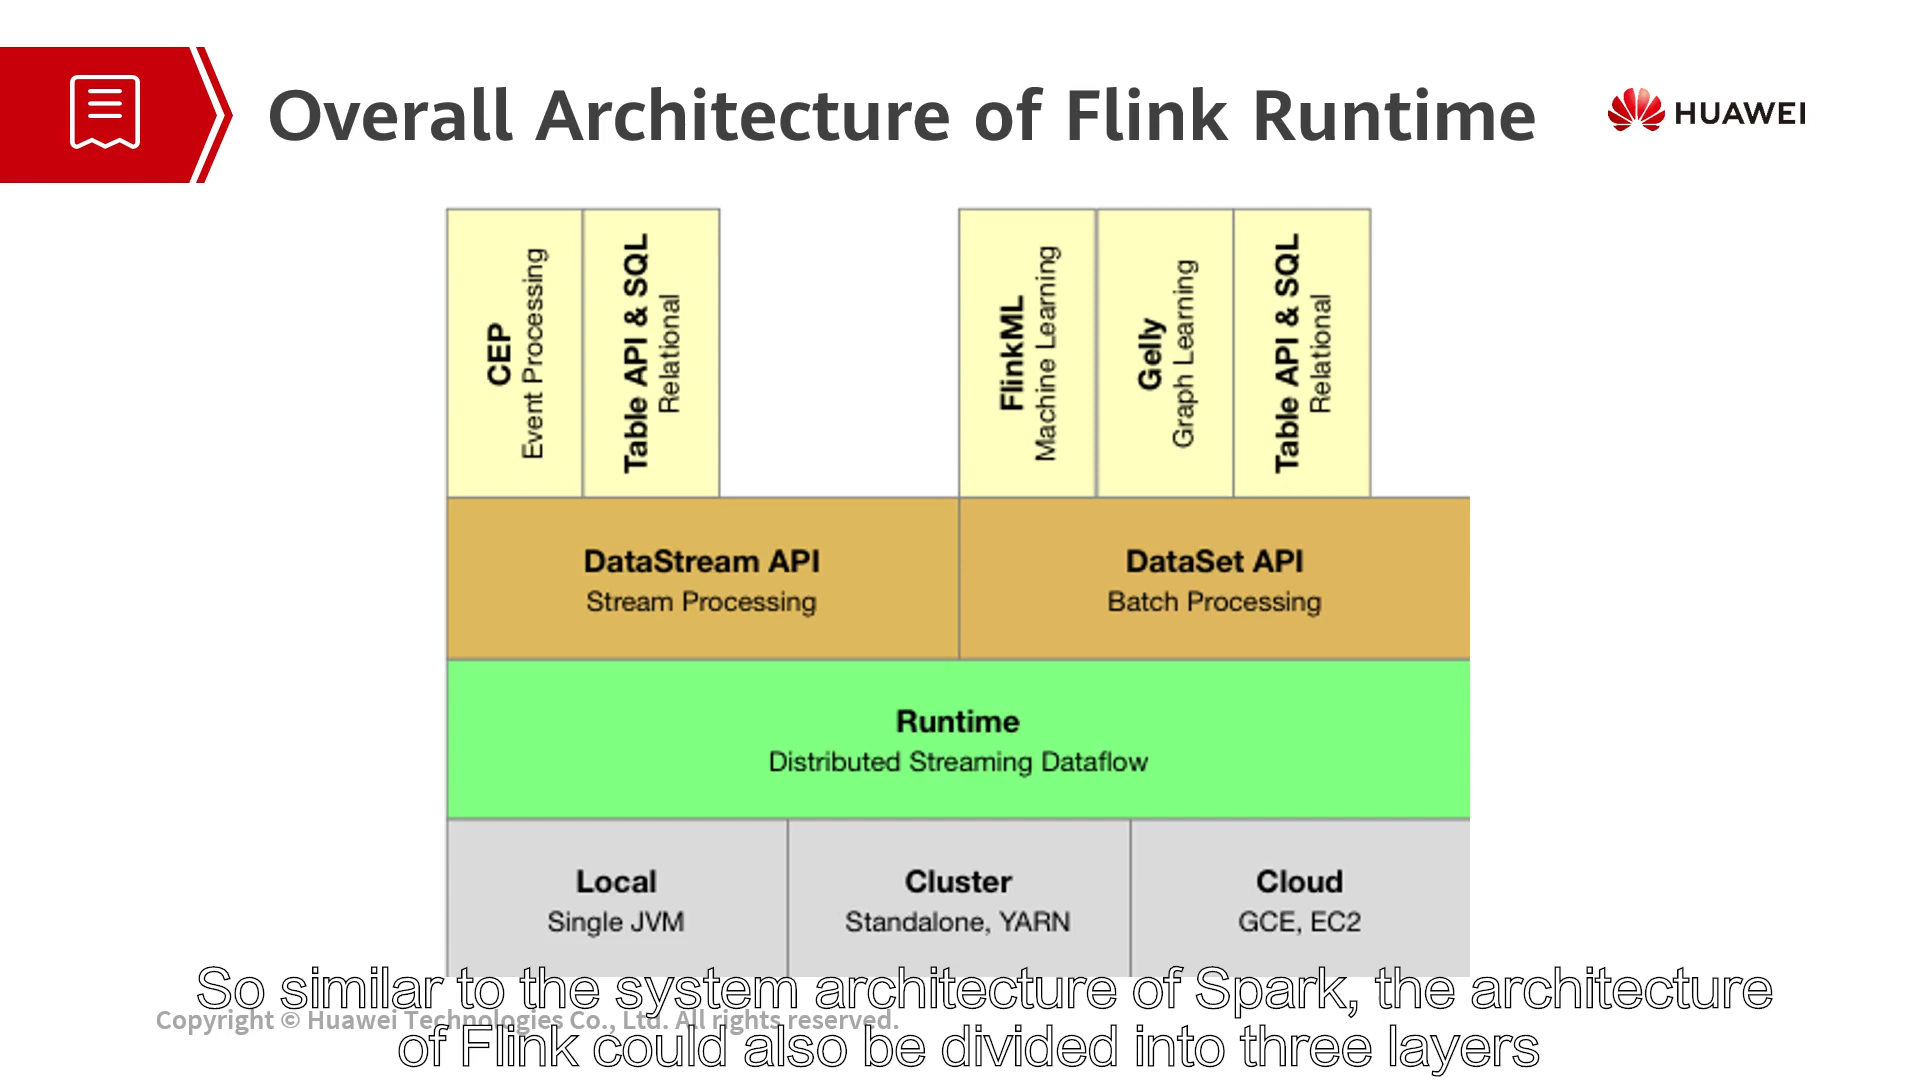 Overall Architecture of Flink Runtime
HUAWEI
CEP
Event Processing
Table API & SQL
Relational
FlinkML
Machine Learning
Gelly
Graph Learning
Table API & SQL
Relational
DataStream API
Stream Processing
DataSet API
Batch Processing
Runtime
Distributed Streaming Dataflow
Local
Single JVM
Cluster
Standalone, YARN
Cloud
GCE, EC2
So similar to the system architecture of Spark, the architecture
Copyright © Huawei Technologies Co., Ltd. All rights reserved.
of Flink could also be divided into three layers